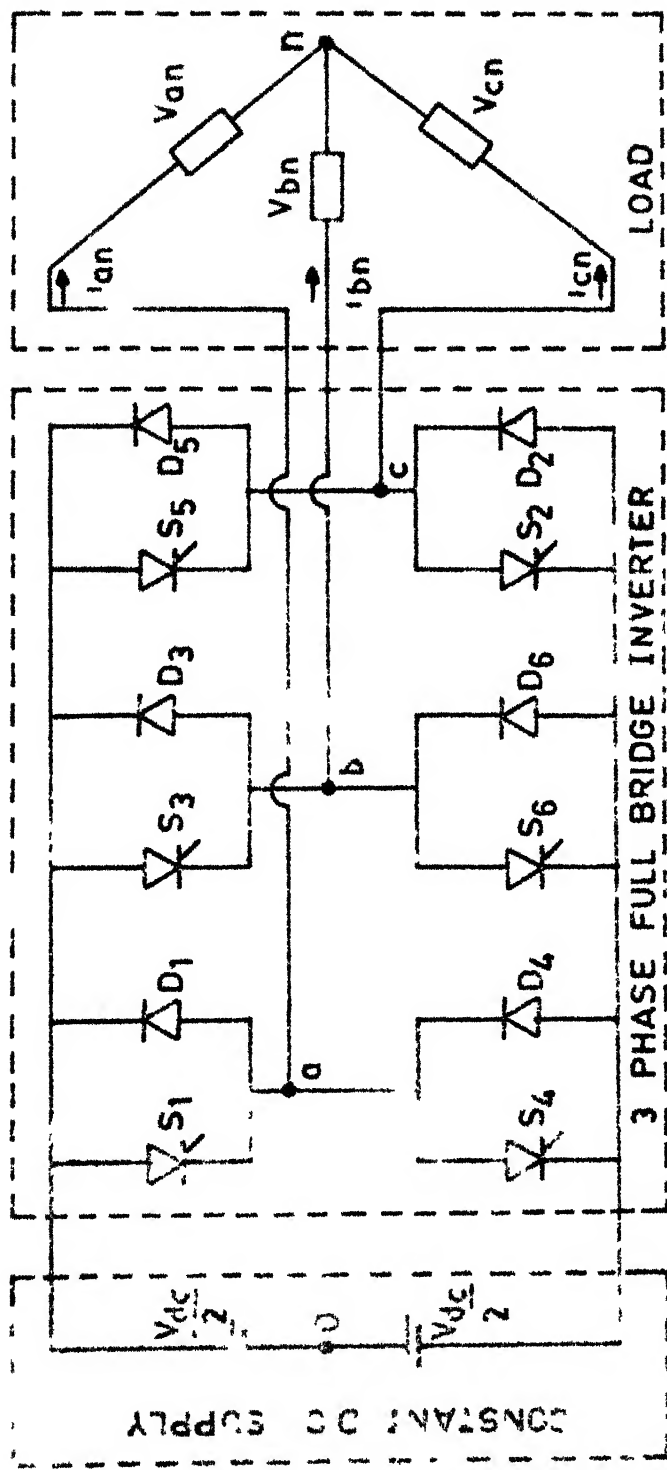 CONSTANT DC SUPPLY
Vdc/2
O
Vdc/2
S1
D1
S3
D3
S5
D5
a
b
c
S4
D4
S6
D6
S2
D2
3 PHASE FULL BRIDGE INVERTER
ian
Van
ibn
Vbn
n
icn
Vcn
LOAD